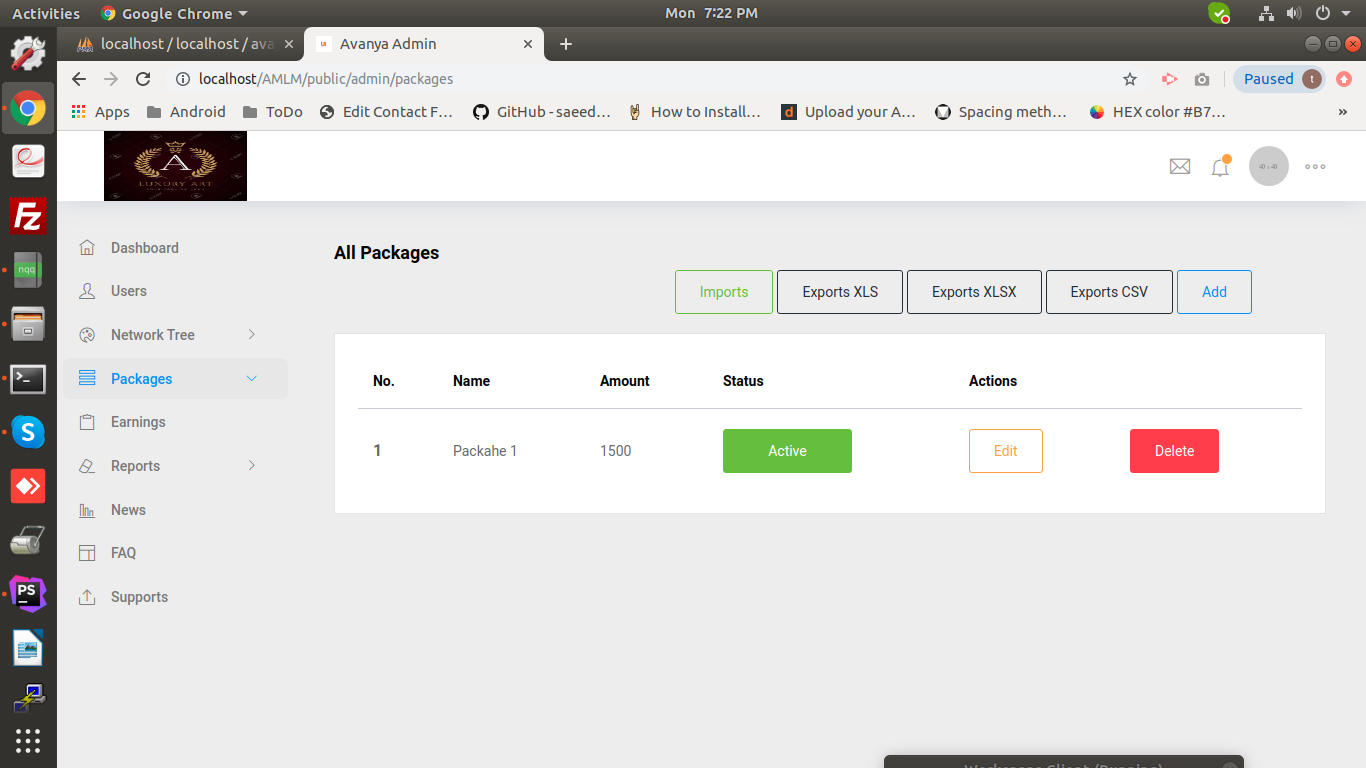 Activities Google Chrome Mon 7:22 PM
localhost / localhost / ava
UI Avanya Admin
localhost/AMLM/public/admin/packages Paused t
Apps Android ToDo Edit Contact F... GitHub - saeed... How to Install... Upload your A... Spacing meth... HEX color #B7... »
A
LUXURY ART
40 x 40
All Packages
Imports Exports XLS Exports XLSX Exports CSV Add
Dashboard
Users
Network Tree
Packages
Earnings
Reports
News
FAQ
Supports
No. Name Amount Status Actions
1 Packahe 1 1500 Active Edit Delete
Fz
nqq
S
PS